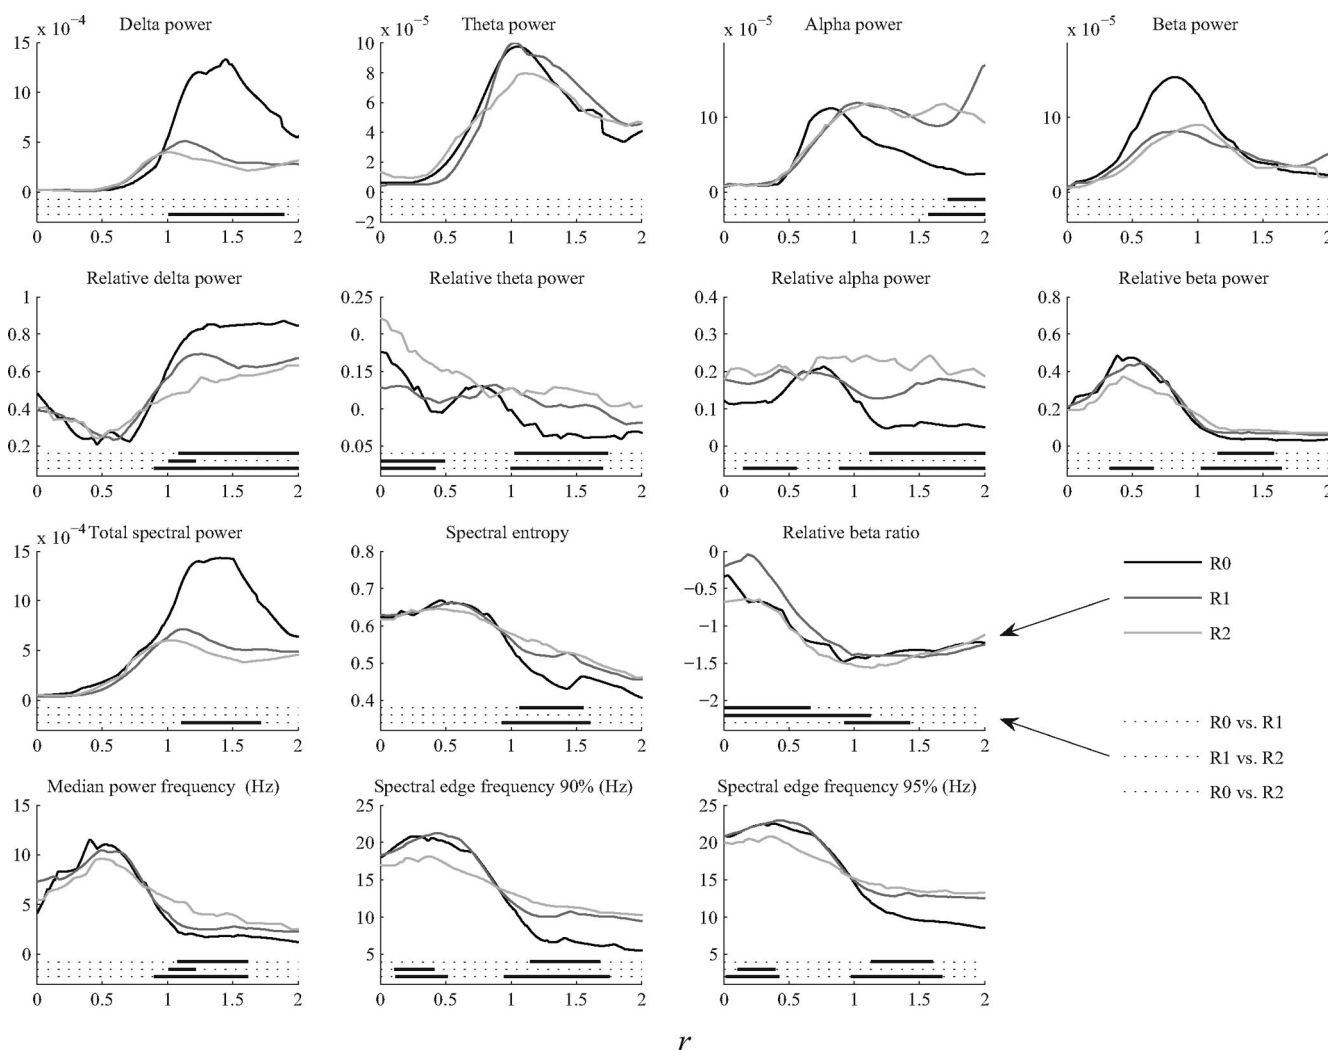 Delta power
Theta power
Alpha power
Beta power
x 10−4
x 10−5
x 10−5
x 10−5
15
10
5
0
0 0.5 1 1.5 2
10
8
6
4
2
0
−2
0 0.5 1 1.5 2
10
5
0
0 0.5 1 1.5 2
10
5
0
0 0.5 1 1.5 2
Relative delta power
Relative theta power
Relative alpha power
Relative beta power
1
0.8
0.6
0.4
0.2
0 0.5 1 1.5 2
0.25
0.
0.15
0.
0.05
0 0.5 1 1.5 2
0.4
0.3
0.2
0.1
0
0 0.5 1 1.5 2
0.8
0.6
0.4
0.2
0
0 0.5 1 1.5 2
x 10−4 Total spectral power
Spectral entropy
Relative beta ratio
15
10
5
0
0 0.5 1 1.5 2
0.8
0.7
0.6
0.5
0.4
0 0.5 1 1.5 2
0
−0.5
−1
−1.5
−2
0 0.5 1 1.5 2
R0
R1
R2
R0 vs. R1
R1 vs. R2
R0 vs. R2
Median power frequency (Hz)
Spectral edge frequency 90% (Hz)
Spectral edge frequency 95% (Hz)
15
10
5
0
0 0.5 1 1.5 2
25
20
15
10
5
0 0.5 1 1.5 2
25
20
15
10
5
0 0.5 1 1.5 2
r